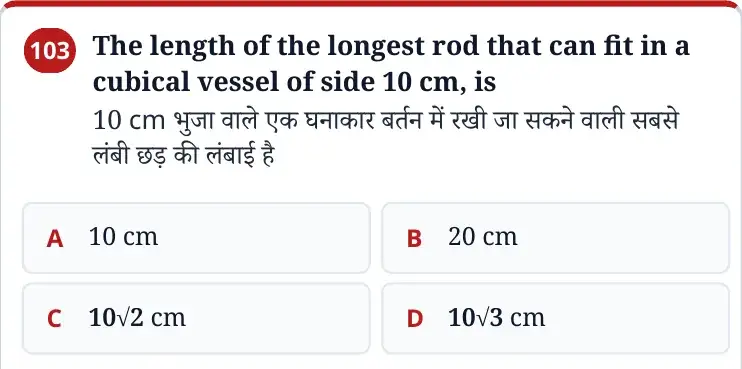 103 The length of the longest rod that can fit in a
cubical vessel of side 10 cm, is
10 cm भुजा वाले एक घनाकार बर्तन में रखी जा सकने वाली सबसे
लंबी छड़ की लंबाई है
A 10 cm
B 20 cm
C 10√2 cm
D 10√3 cm